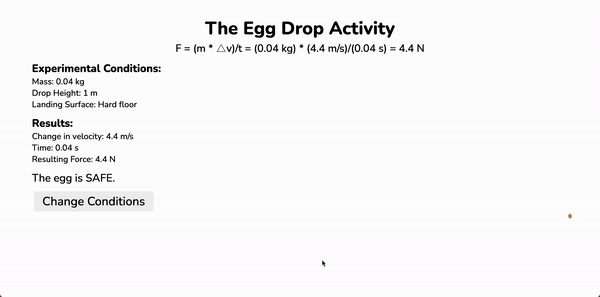 The Egg Drop Activity
F = (m * △v)/t = (0.04 kg) * (4.4 m/s)/(0.04 s) = 4.4 N
Experimental Conditions:
Mass: 0.04 kg
Drop Height: 1 m
Landing Surface: Hard floor
Results:
Change in velocity: 4.4 m/s
Time: 0.04 s
Resulting Force: 4.4 N
The egg is SAFE.
Change Conditions